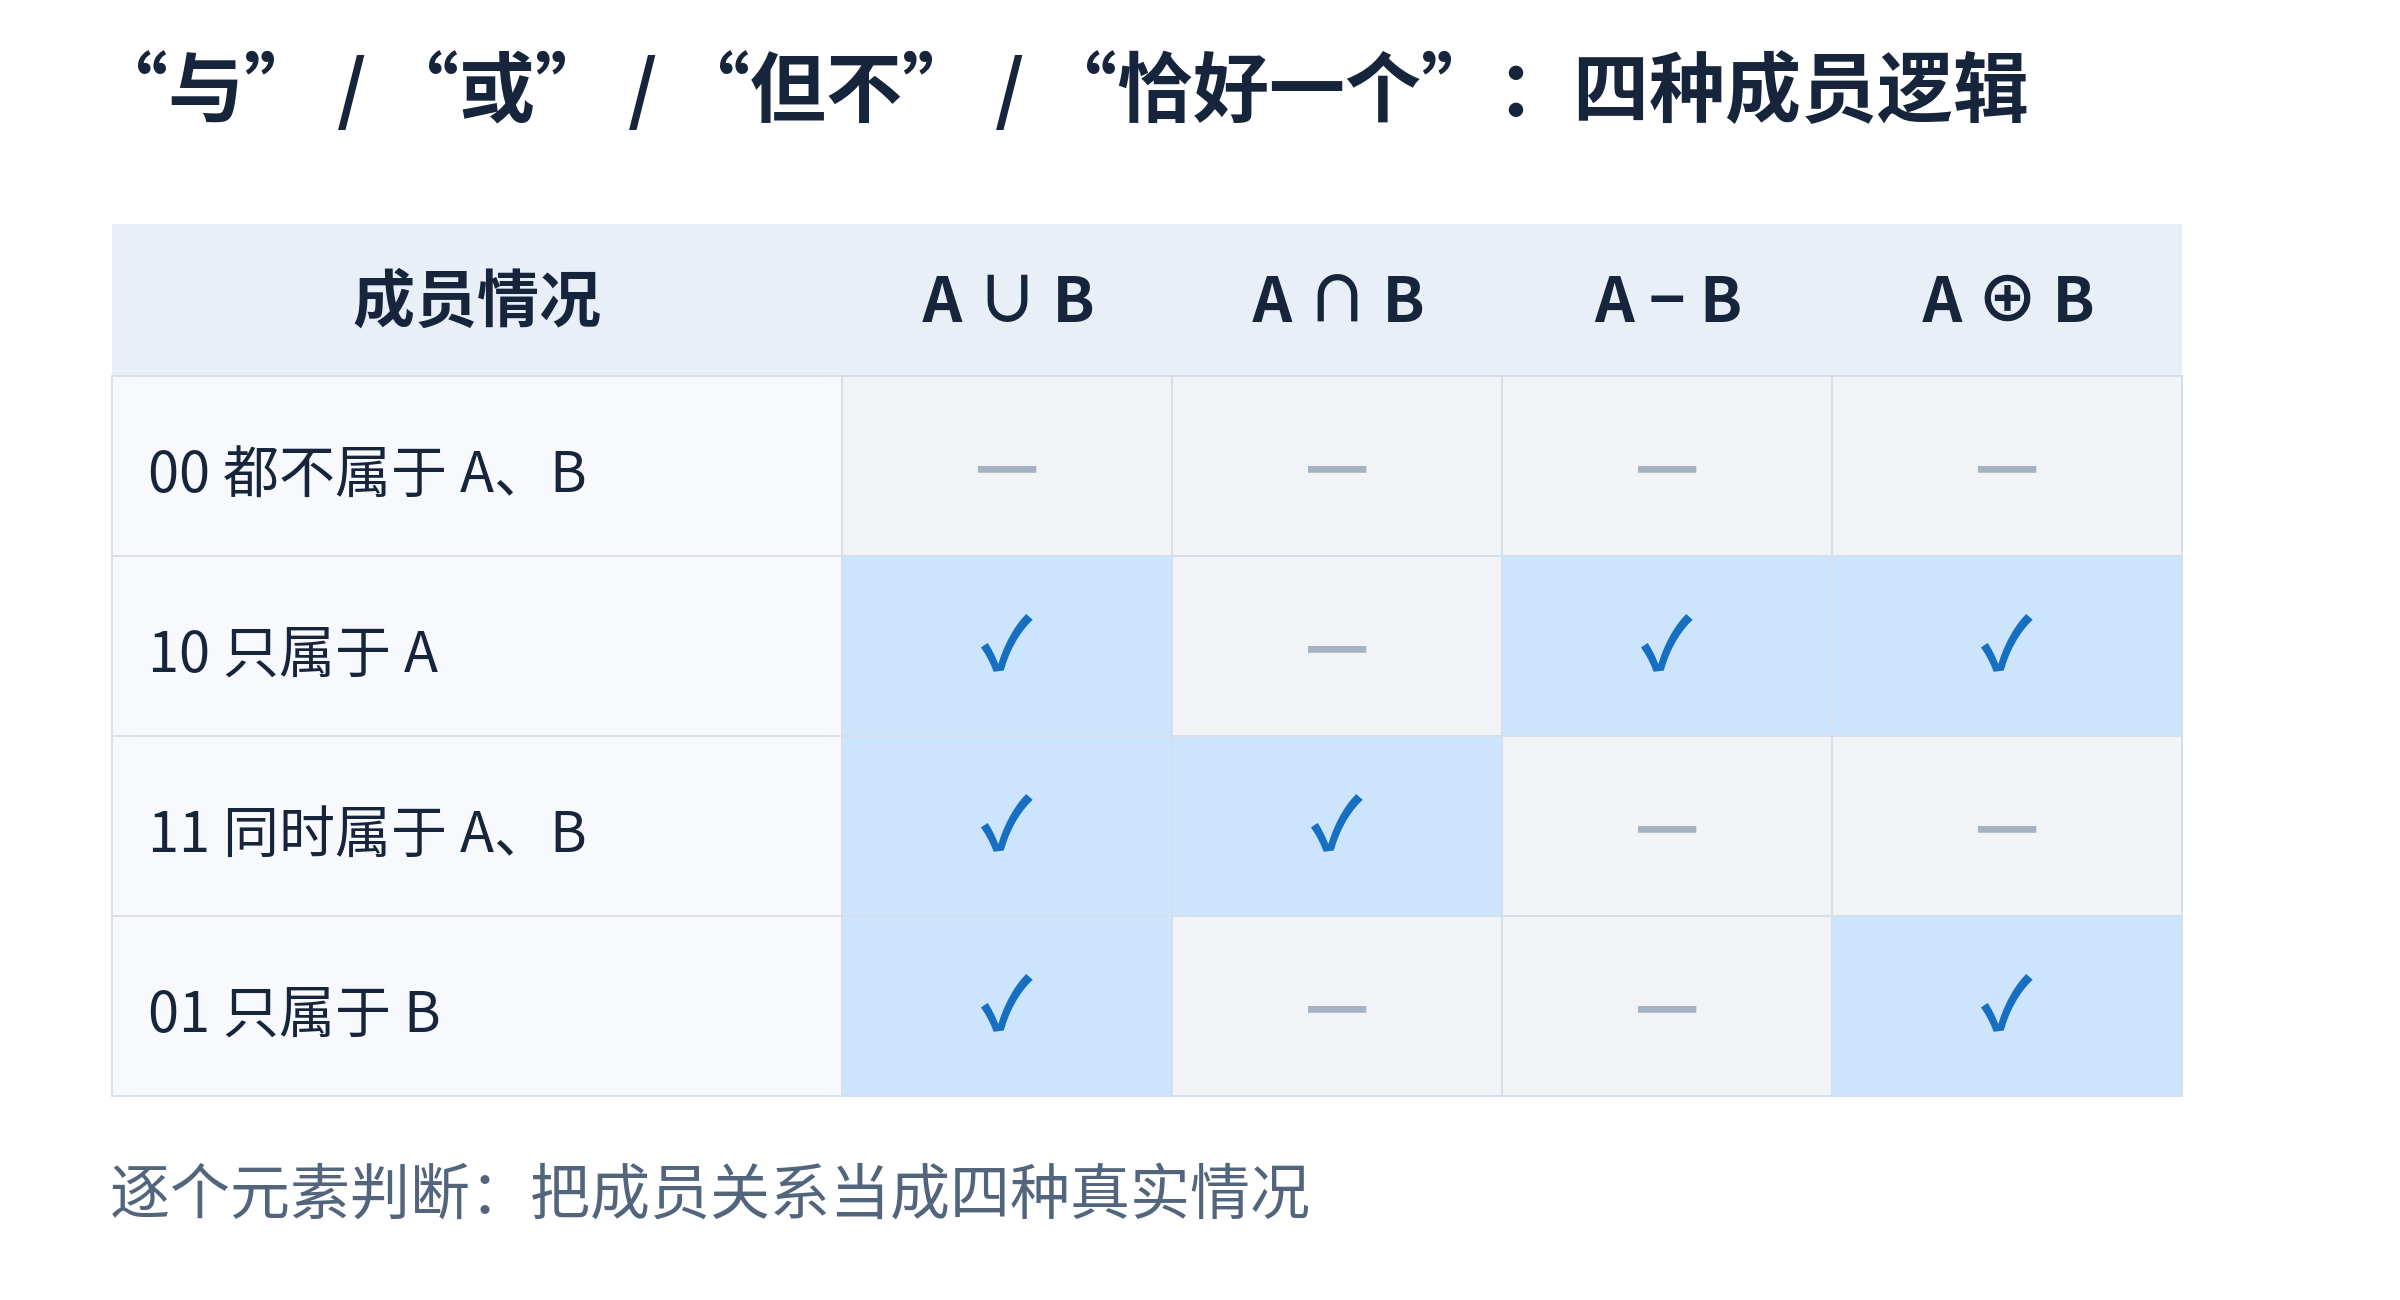 “与” / “或” / “但不” / “恰好一个”：四种成员逻辑
成员情况 A ∪ B A ∩ B A − B A ⊕ B
00 都不属于 A、B — — — —
10 只属于 A ✓ — ✓ ✓
11 同时属于 A、B ✓ ✓ — —
01 只属于 B ✓ — — ✓
逐个元素判断：把成员关系当成四种真实情况